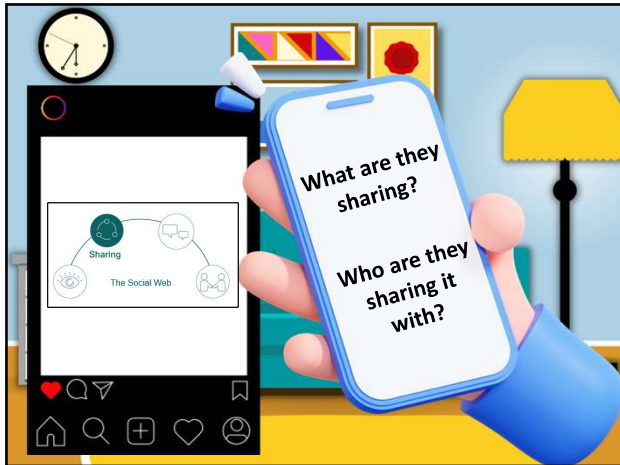 Sharing
The Social Web
What are they
sharing?
Who are they
sharing it
with?